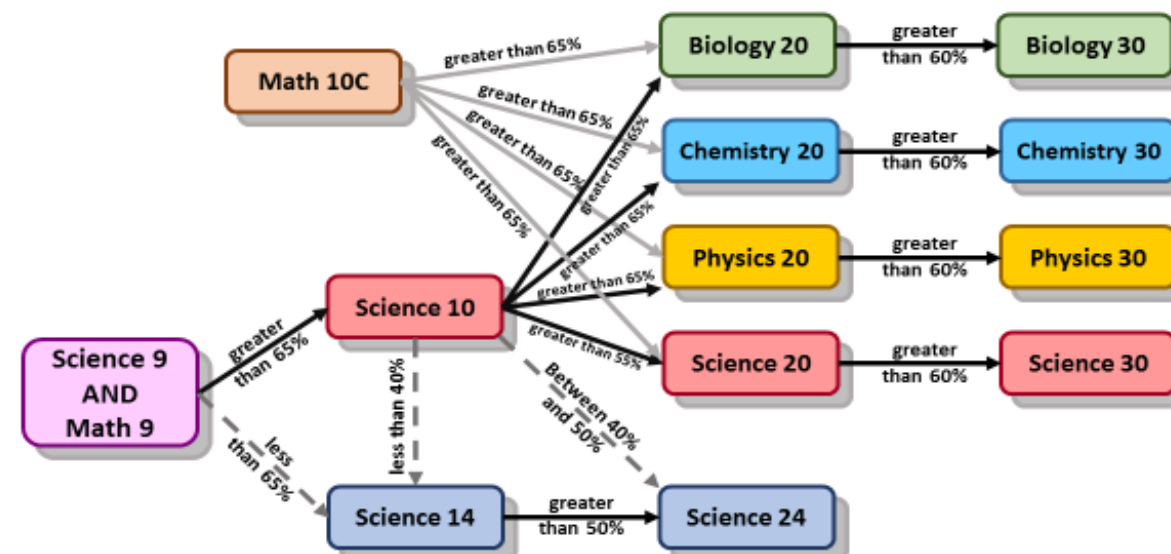 Biology 20
greater
than 60%
Biology 30
greater than 65%
Math 10C
greater than 65%
greater than 65%
greater than 65%
greater than 65%
Chemistry 20
greater
than 60%
Chemistry 30
greater than 65%
Physics 20
greater
than 60%
Physics 30
greater than 65%
Science 10
greater than 55%
Science 20
greater
than 60%
Science 30
greater
than 65%
Science 9
AND
Math 9
less than 40%
Between 40%
and 50%
less
than 65%
Science 14
greater
than 50%
Science 24